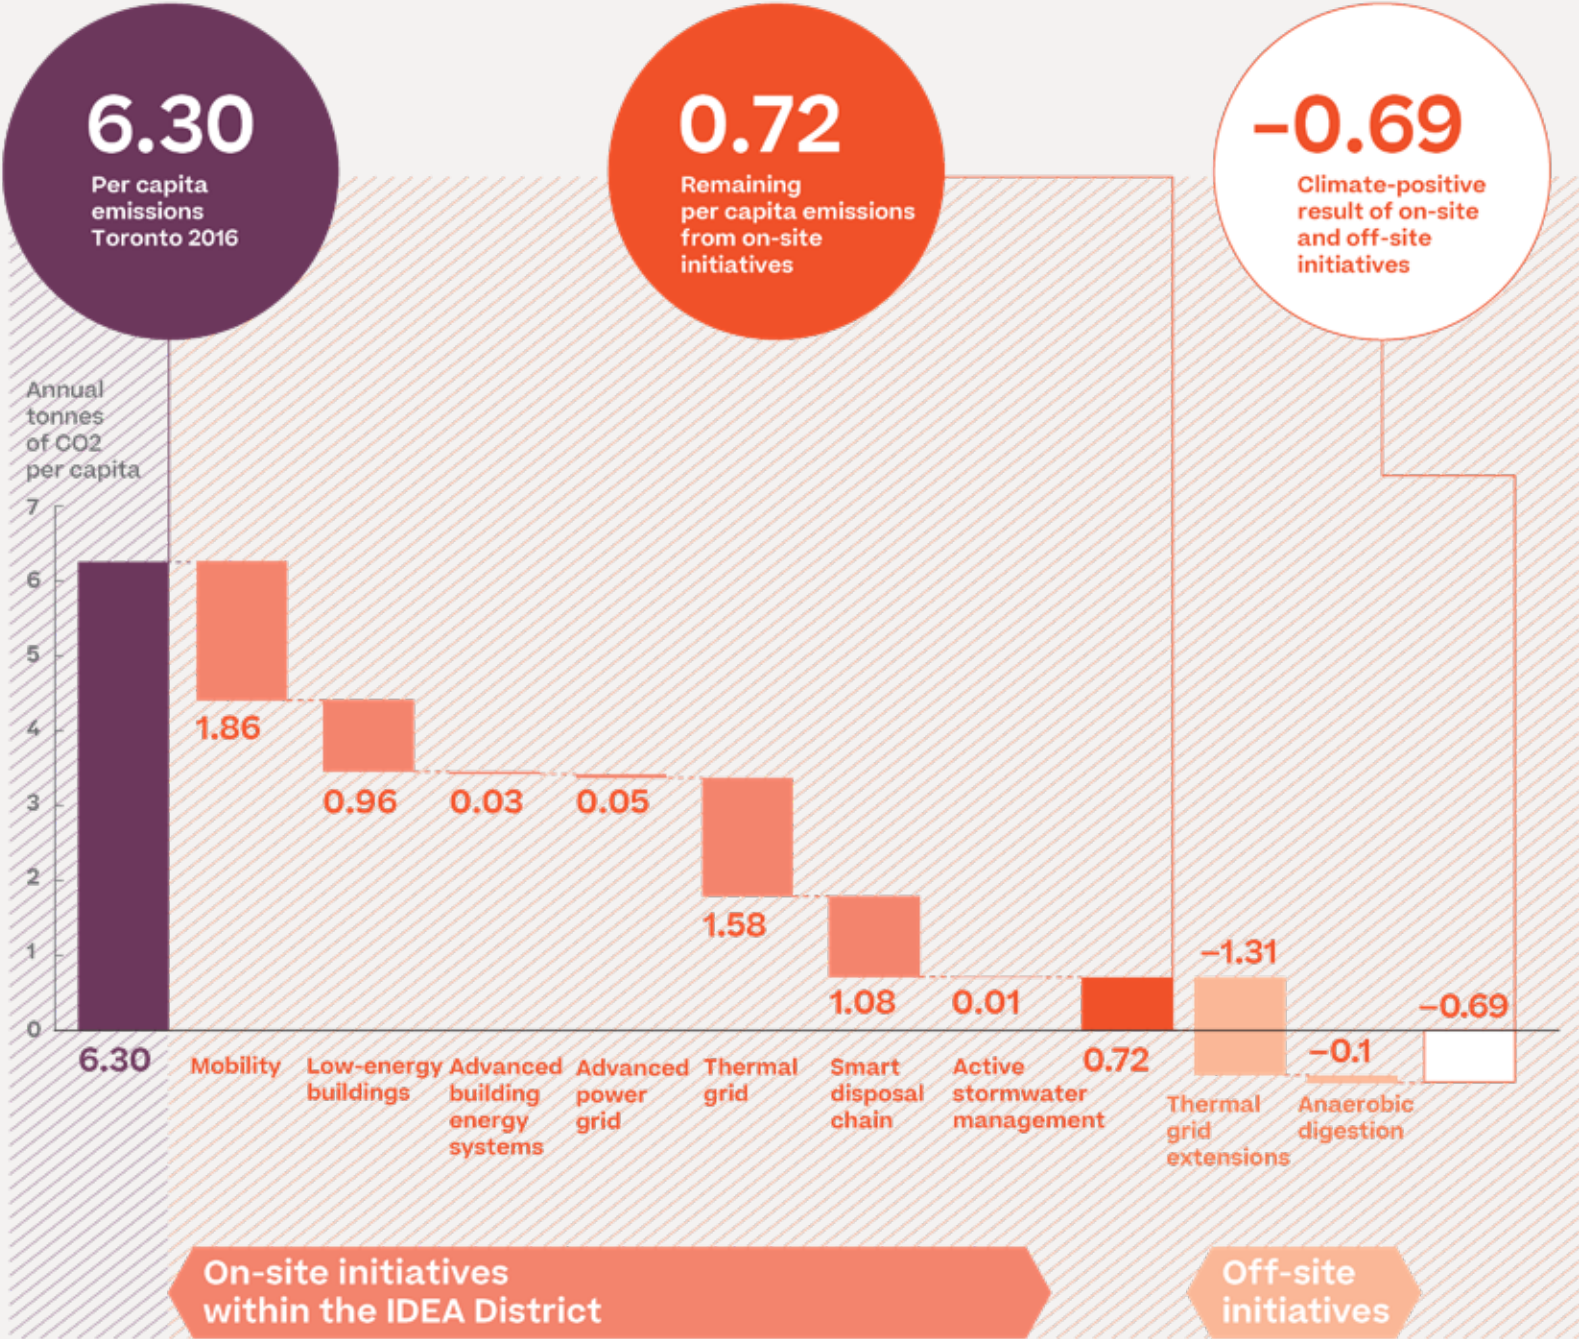 6.30
Per capita
emissions
Toronto 2016
0.72
Remaining
per capita emissions
from on-site
initiatives
–0.69
Climate-positive
result of on-site
and off-site
initiatives
Annual
tonnes
of CO2
per capita
7
6
5
4
3
2
1
0
6.30
1.86
0.96
0.03
0.05
1.58
1.08
0.01
0.72
–1.31
–0.1
–0.69
Mobility
Low-energy
buildings
Advanced
building
energy
systems
Advanced
power
grid
Thermal
grid
Smart
disposal
chain
Active
stormwater
management
Thermal
grid
extensions
Anaerobic
digestion
On-site initiatives
within the IDEA District
Off-site
initiatives